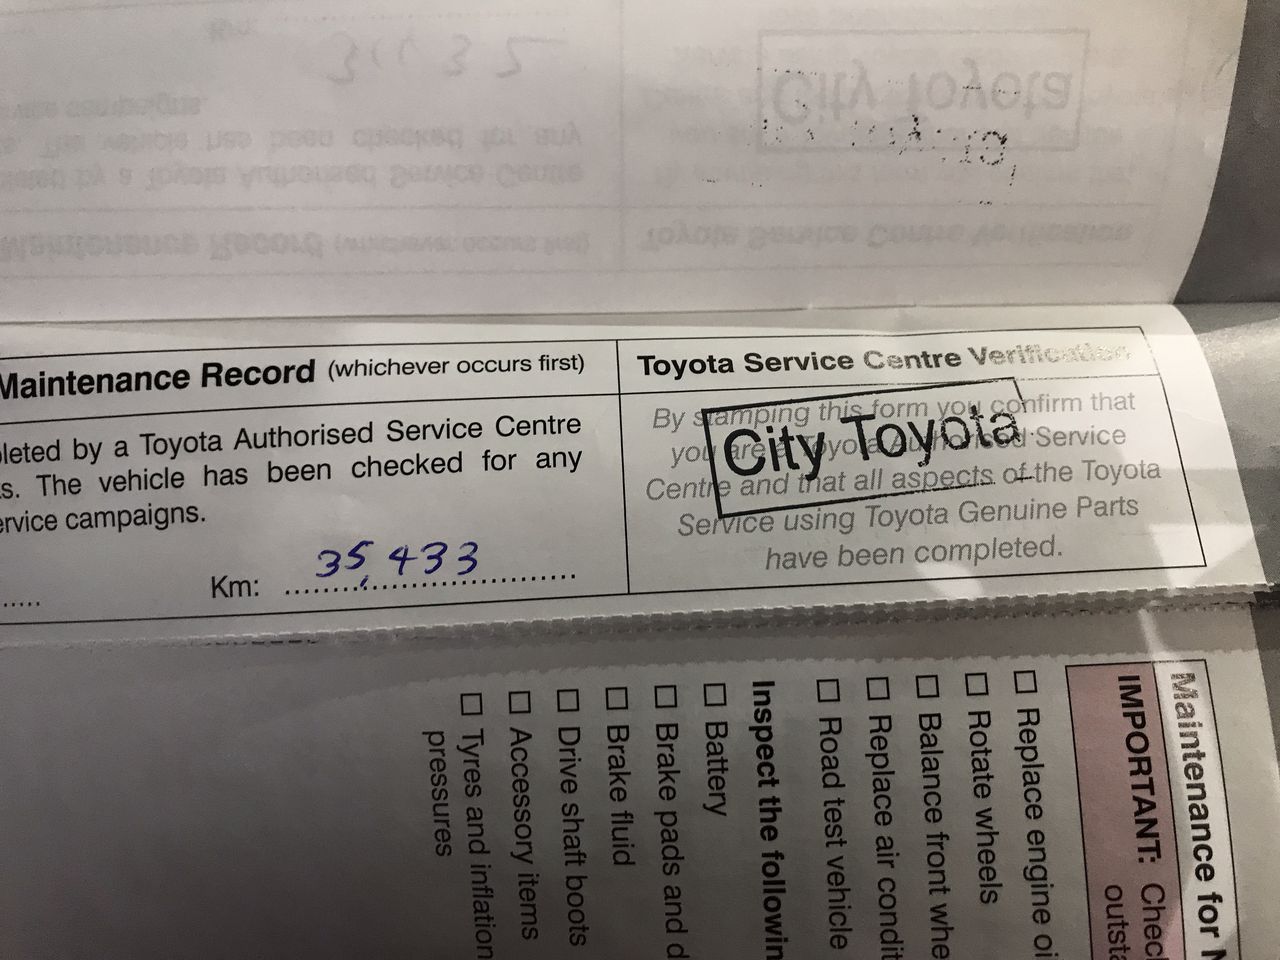 Maintenance Record (whichever occurs first)
leted by a Toyota Authorised Service Centre
s. The vehicle has been checked for any
ervice campaigns.
Km: 35,433
Toyota Service Centre Verification
By stamping this form you confirm that
you are a Toyota Authorised Service
Centre and that all aspects of the Toyota
Service using Toyota Genuine Parts
have been completed.
City Toyota
Maintenance for
IMPORTANT: Chec
outsta
Replace engine oi
Rotate wheels
Balance front whe
Replace air condit
Road test vehicle
Inspect the followin
Battery
Brake pads and d
Brake fluid
Drive shaft boots
Accessory items
Tyres and inflation
pressures